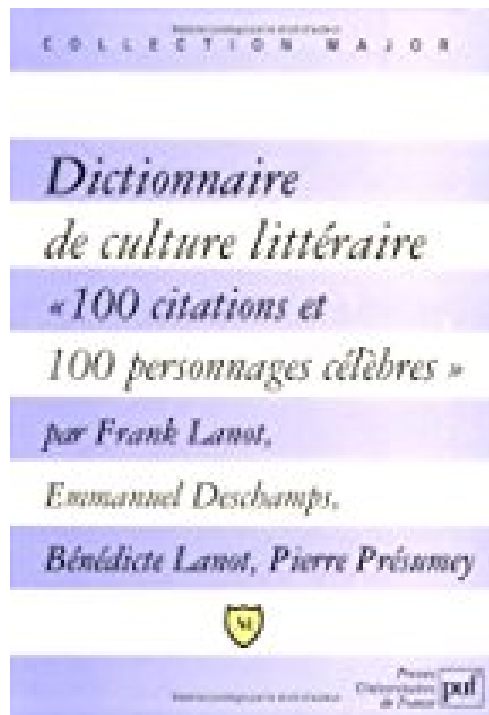 COLLECTION MAJOR
Dictionnaire
de culture littéraire
« 100 citations et
100 personnages célèbres »
par Frank Lanot,
Emmanuel Deschamps,
Bénédicte Lanot, Pierre Présumey
Presses
Universitaires
de France
puf